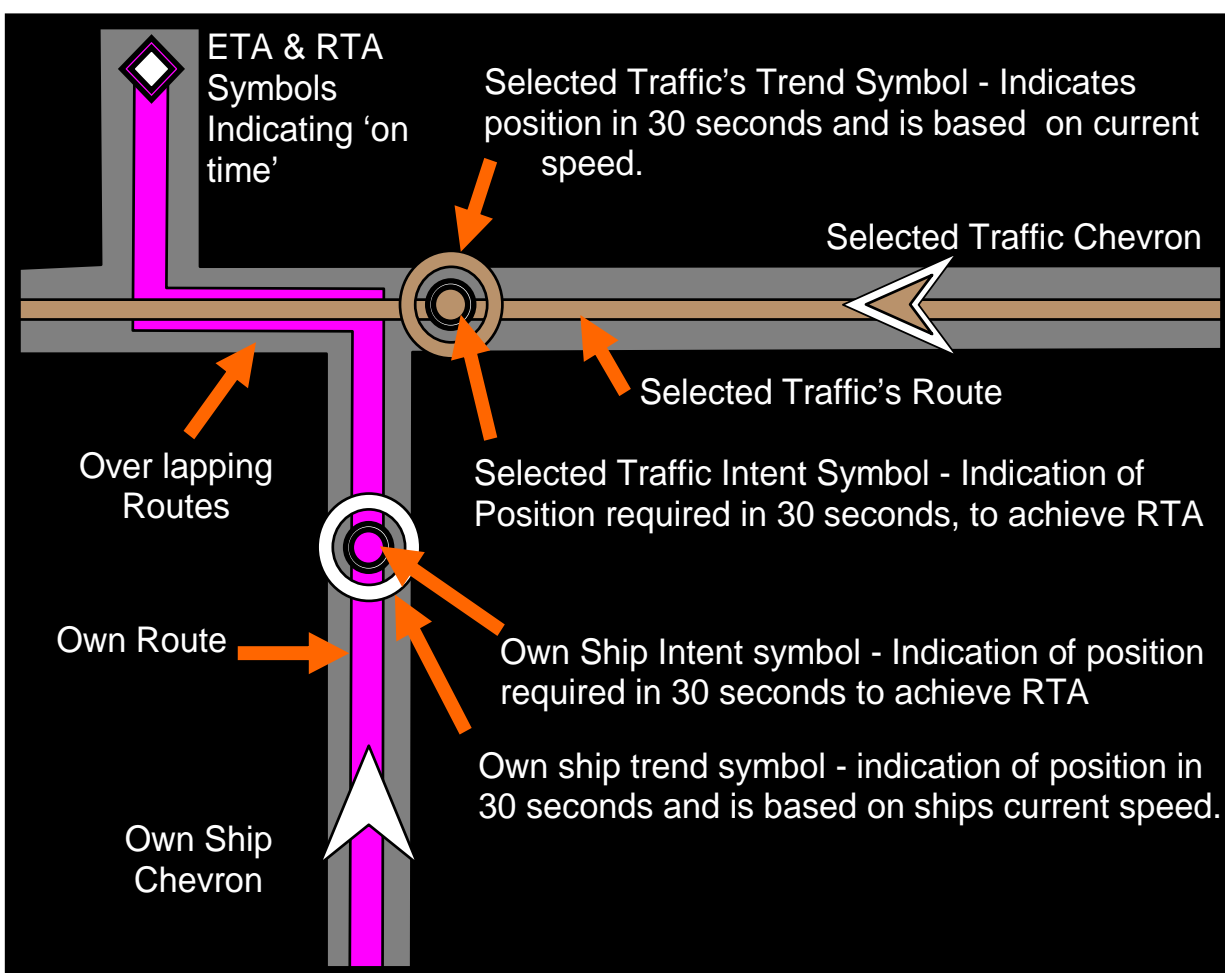 ETA & RTA
Symbols
Indicating ‘on
time’
Selected Traffic’s Trend Symbol - Indicates
position in 30 seconds and is based on current
speed.
Selected Traffic Chevron
Selected Traffic’s Route
Over lapping
Routes
Selected Traffic Intent Symbol - Indication of
Position required in 30 seconds, to achieve RTA
Own Route
Own Ship Intent symbol - Indication of position
required in 30 seconds to achieve RTA
Own ship trend symbol - indication of position in
30 seconds and is based on ships current speed.
Own Ship
Chevron